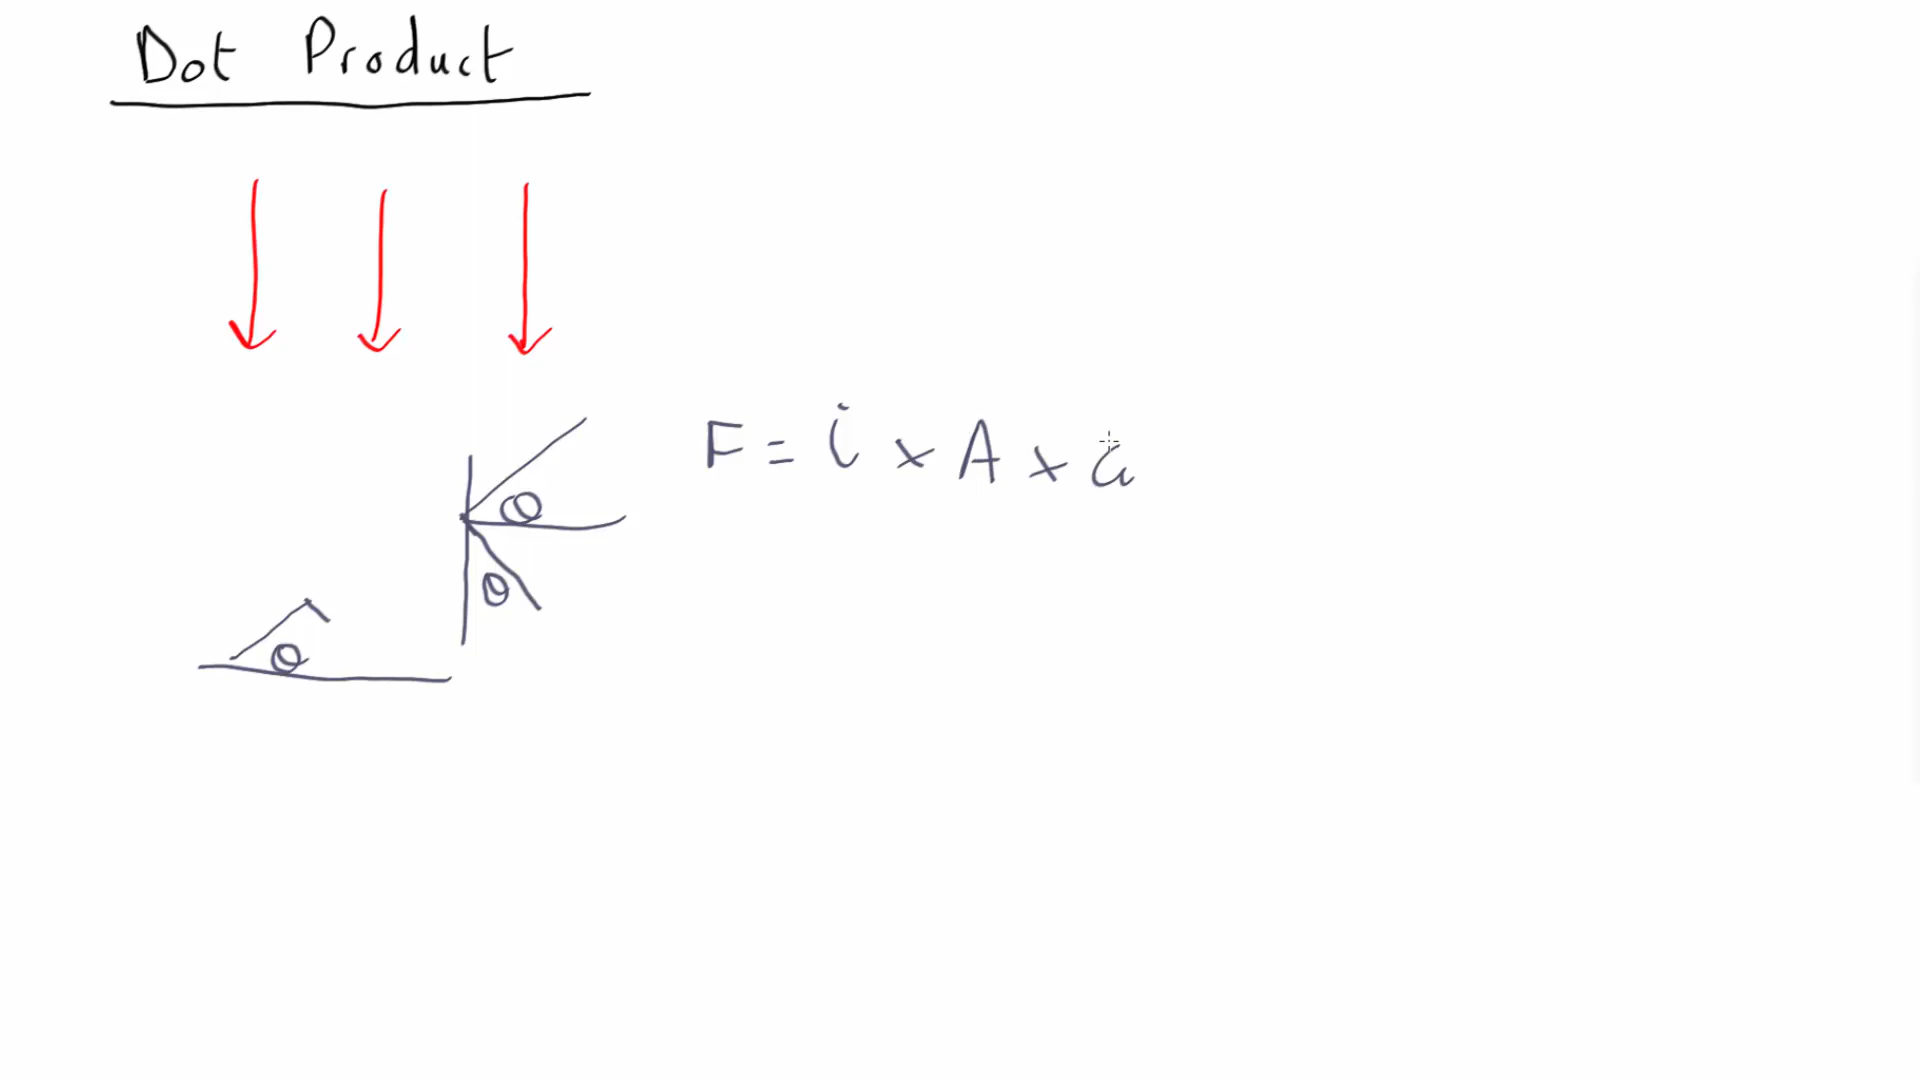 Dot Product
F = i × A × a
θ
θ
θ